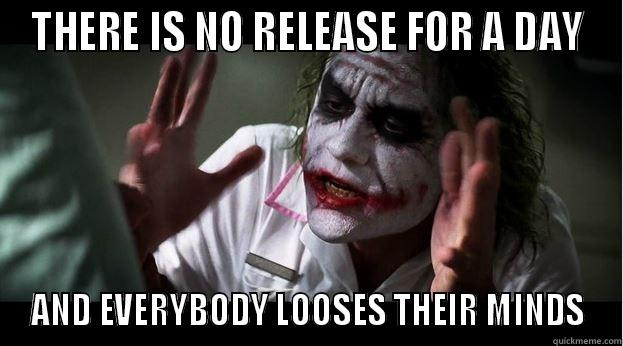 THERE IS NO RELEASE FOR A DAY
AND EVERYBODY LOOSES THEIR MINDS
quickmeme.com